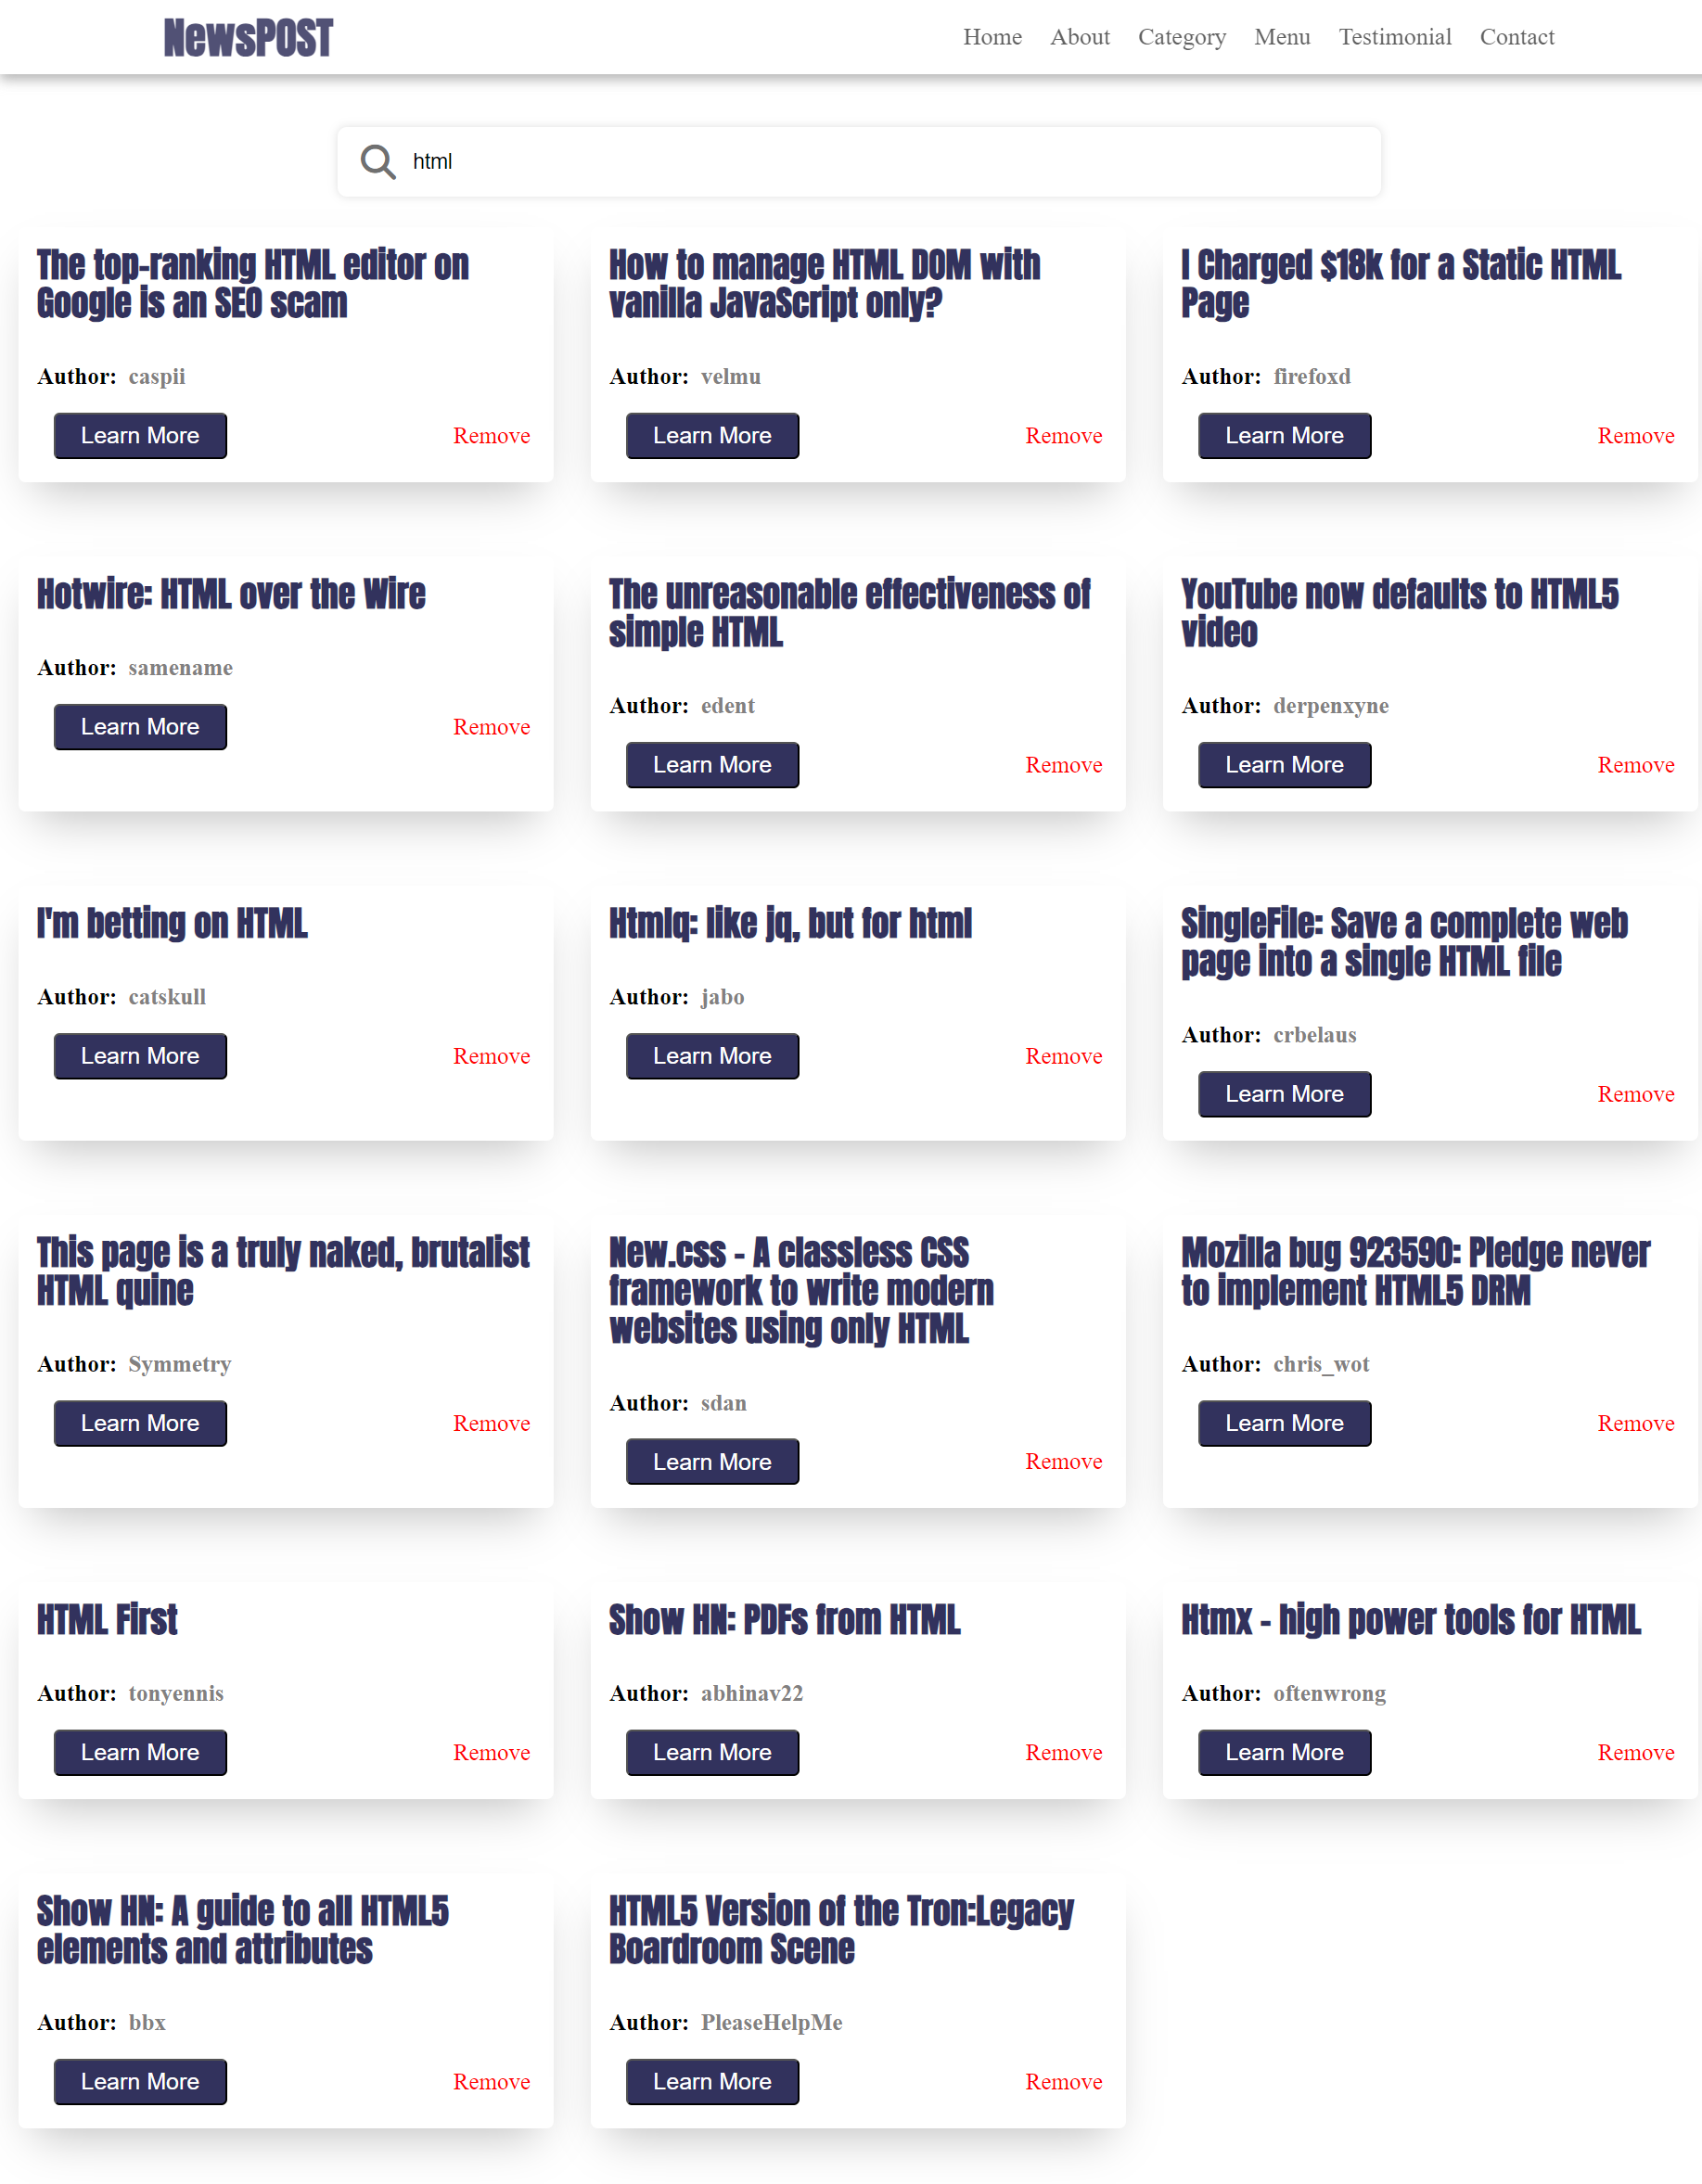 NewsPOST
Home About Category Menu Testimonial Contact
html
The top-ranking HTML editor on
Google is an SEO scam
Author: caspii
Learn More Remove
How to manage HTML DOM with
vanilla JavaScript only?
Author: velmu
Learn More Remove
I Charged $18k for a Static HTML
Page
Author: firefoxd
Learn More Remove
Hotwire: HTML over the Wire
Author: samename
Learn More Remove
The unreasonable effectiveness of
simple HTML
Author: edent
Learn More Remove
YouTube now defaults to HTML5
video
Author: derpenxyne
Learn More Remove
I'm betting on HTML
Author: catskull
Learn More Remove
Htmlq: like jq, but for html
Author: jabo
Learn More Remove
SingleFile: Save a complete web
page into a single HTML file
Author: crbelaus
Learn More Remove
This page is a truly naked, brutalist
HTML quine
Author: Symmetry
Learn More Remove
New.css - A classless CSS
framework to write modern
websites using only HTML
Author: sdan
Learn More Remove
Mozilla bug 923590: Pledge never
to implement HTML5 DRM
Author: chris_wot
Learn More Remove
HTML First
Author: tonyennis
Learn More Remove
Show HN: PDFs from HTML
Author: abhinav22
Learn More Remove
Htmx - high power tools for HTML
Author: oftenwrong
Learn More Remove
Show HN: A guide to all HTML5
elements and attributes
Author: bbx
Learn More Remove
HTML5 Version of the Tron:Legacy
Boardroom Scene
Author: PleaseHelpMe
Learn More Remove